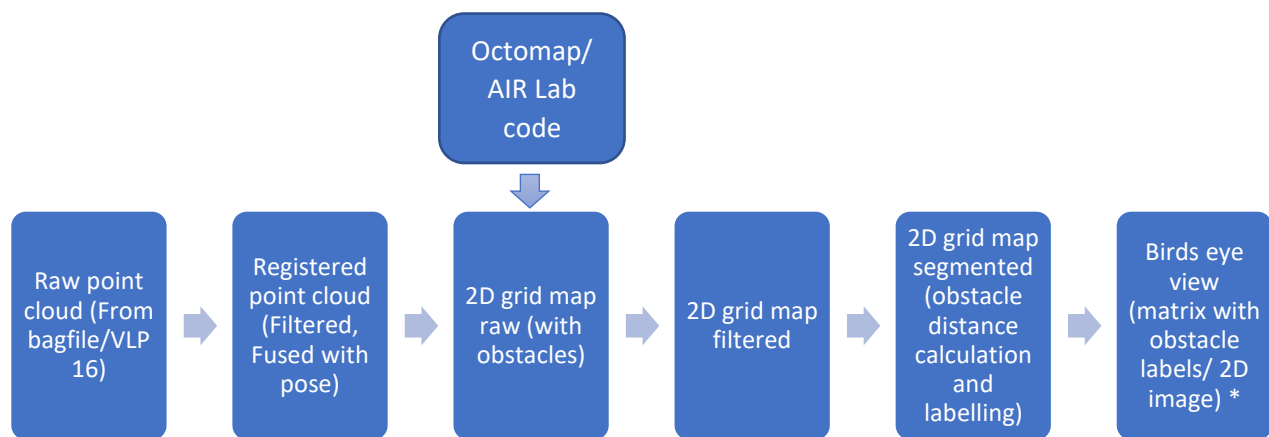 Octomap/
AIR Lab
code
Raw point
cloud (From
bagfile/VLP
16)
Registered
point cloud
(Filtered,
Fused with
pose)
2D grid map
raw (with
obstacles)
2D grid map
filtered
2D grid map
segmented
(obstacle
distance
calculation
and
labelling)
Birds eye
view
(matrix with
obstacle
labels/ 2D
image) *